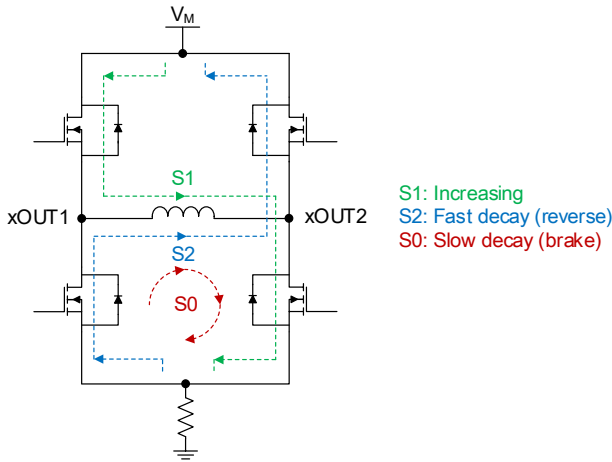 VM
S1
xOUT1
xOUT2
S2
S0
S1: Increasing
S2: Fast decay (reverse)
S0: Slow decay (brake)